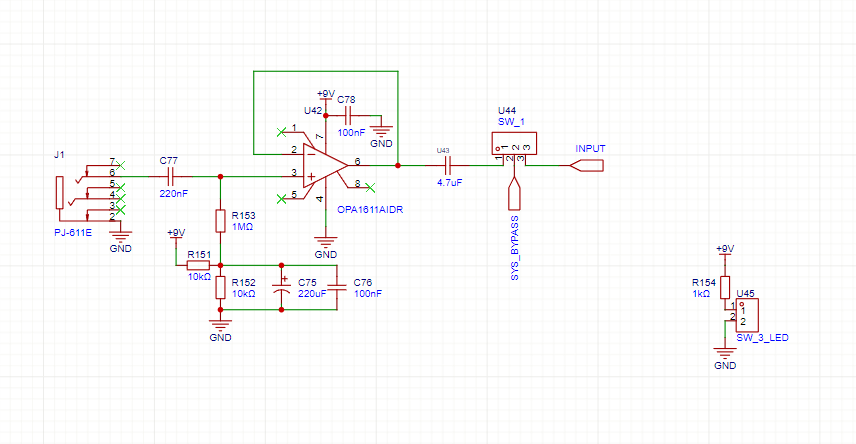 J1
7
6
5
4
3
2
PJ-611E
GND
C77
220nF
R153
1MΩ
+9V
R151
10kΩ
R152
10kΩ
GND
C75
220uF
C76
100nF
+9V
U42
C78
100nF
GND
1
2
3
5
7
4
6
8
OPA1611AIDR
GND
U43
4.7uF
U44
SW_1
1 2 3
1 2 3
SYS_BYPASS
INPUT
+9V
R154
1kΩ
U45
1 1
2 2
SW_3_LED
GND